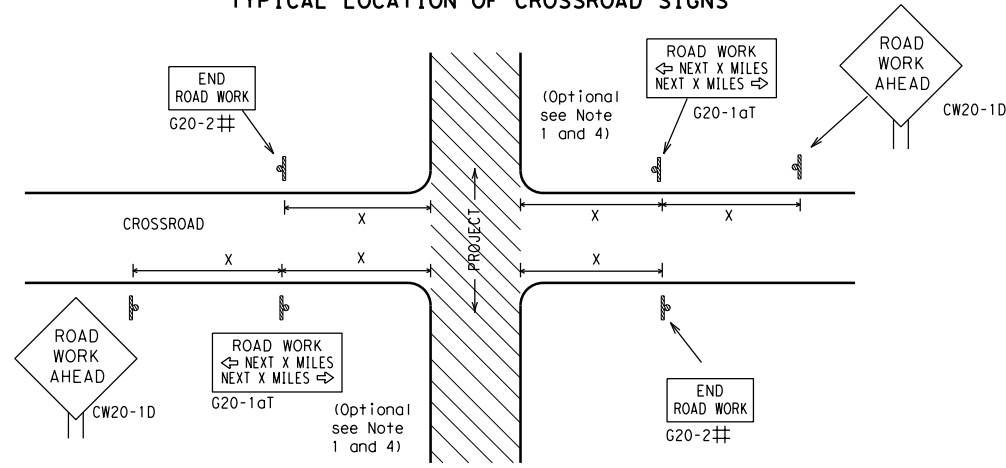 TYPICAL LOCATION OF CROSSROAD SIGNS
END
ROAD WORK
G20-2#
(Optional
see Note
1 and 4)
ROAD WORK
⇦ NEXT X MILES
NEXT X MILES ⇨
G20-1aT
ROAD
WORK
AHEAD
CW20-1D
X
X
X
CROSSROAD
PROJECT
X
X
X
ROAD
WORK
AHEAD
CW20-1D
ROAD WORK
⇦ NEXT X MILES
NEXT X MILES ⇨
G20-1aT
(Optional
see Note
1 and 4)
END
ROAD WORK
G20-2#